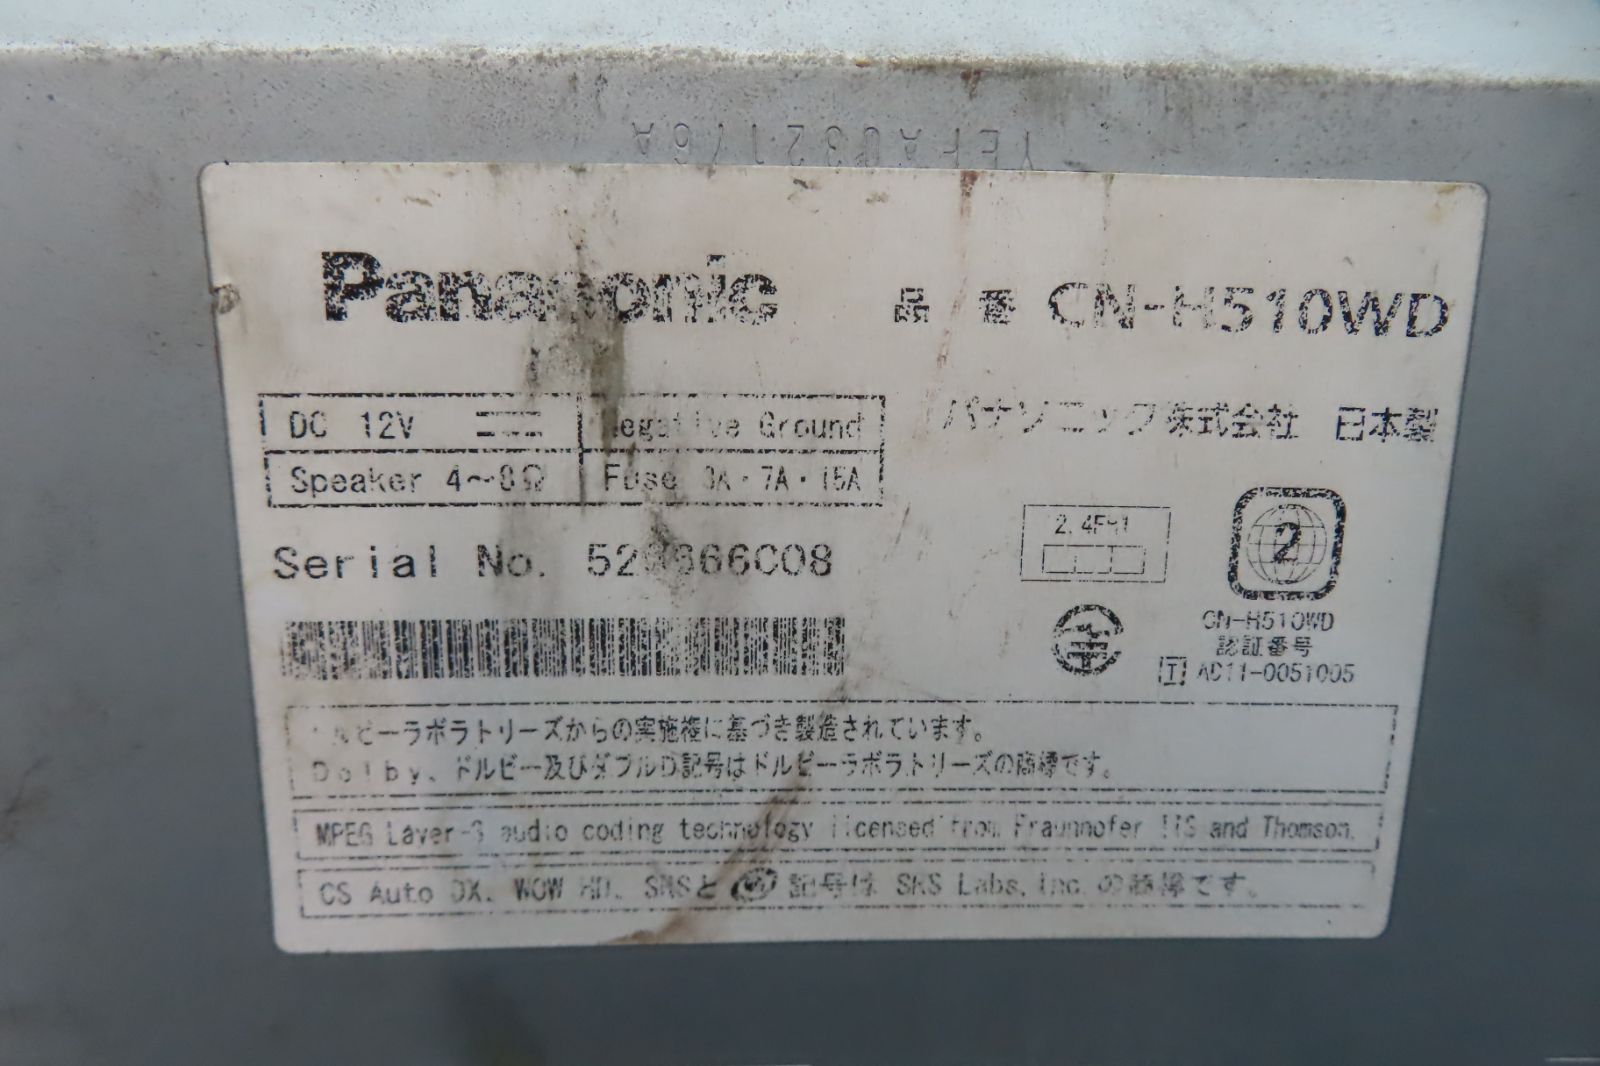 Panasonic 品番 CN-H510WD
DC 12V Negative Ground
パナソニック株式会社 日本製
Speaker 4~8Ω Fuse 3A・7A・15A
2.4FH1
2
Serial No.
CN-H510WD
認証番号
T AD11-0051005
ドルビーラボラトリーズからの実施権に基づき製造されています。
Dolby、ドルビー及びダブルD記号はドルビーラボラトリーズの商標です。
MPEG Layer-3 audio coding technology licensed from Fraunhofer IIS and Thomson.
CS Auto DX、WOW HD、SRSと 記号は SRS Labs, Inc. の商標です。